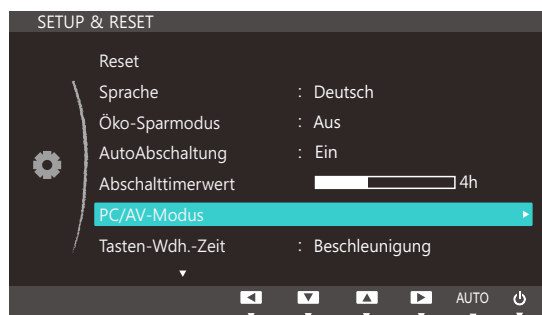 SETUP & RESET
Reset
Sprache : Deutsch
Öko-Sparmodus : Aus
AutoAbschaltung : Ein
Abschalttimerwert 4h
PC/AV-Modus
Tasten-Wdh.-Zeit : Beschleunigung
AUTO